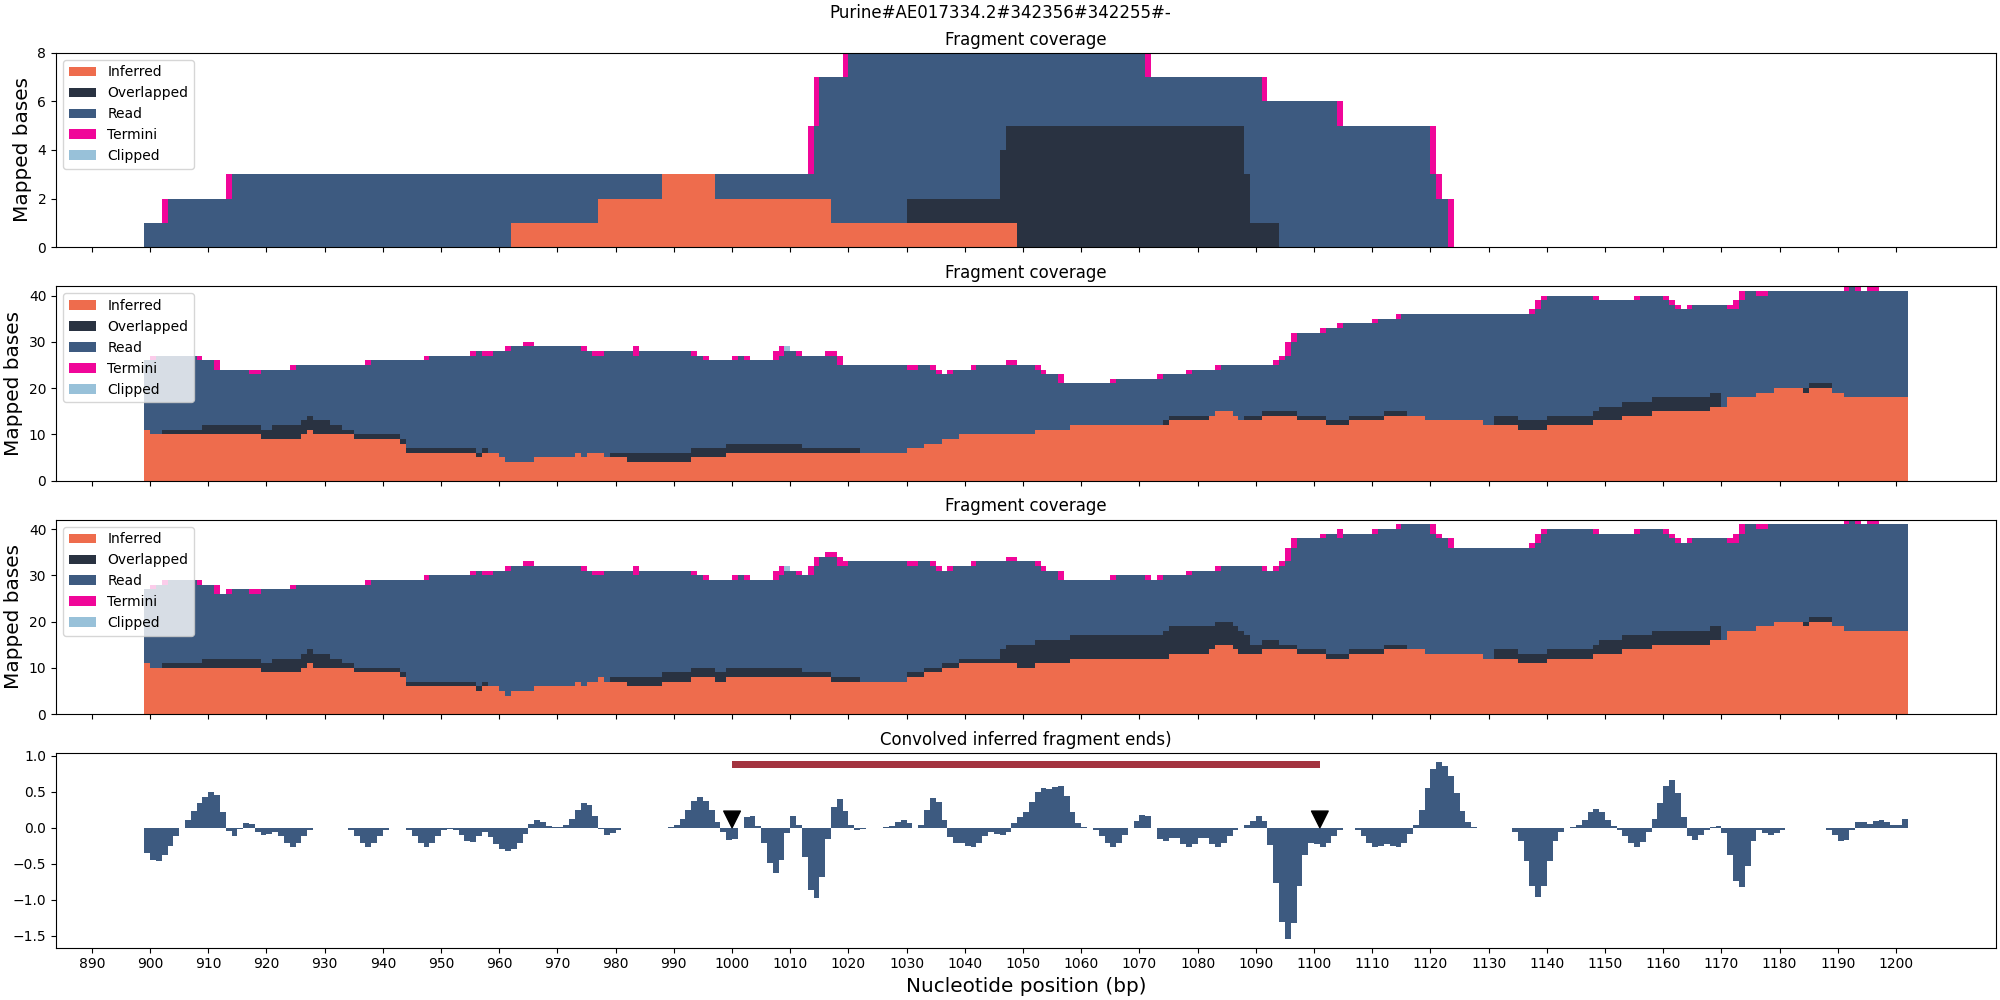 Purine#AE017334.2#342356#342255#-
Fragment coverage
Mapped bases
8
6
4
2
0
Inferred
Overlapped
Read
Termini
Clipped
Fragment coverage
Mapped bases
40
30
20
10
0
Inferred
Overlapped
Read
Termini
Clipped
Fragment coverage
Mapped bases
40
30
20
10
0
Inferred
Overlapped
Read
Termini
Clipped
Convolved inferred fragment ends)
1.0
0.5
0.0
−0.5
−1.0
−1.5
890 900 910 920 930 940 950 960 970 980 990 1000 1010 1020 1030 1040 1050 1060 1070 1080 1090 1100 1110 1120 1130 1140 1150 1160 1170 1180 1190 1200
Nucleotide position (bp)